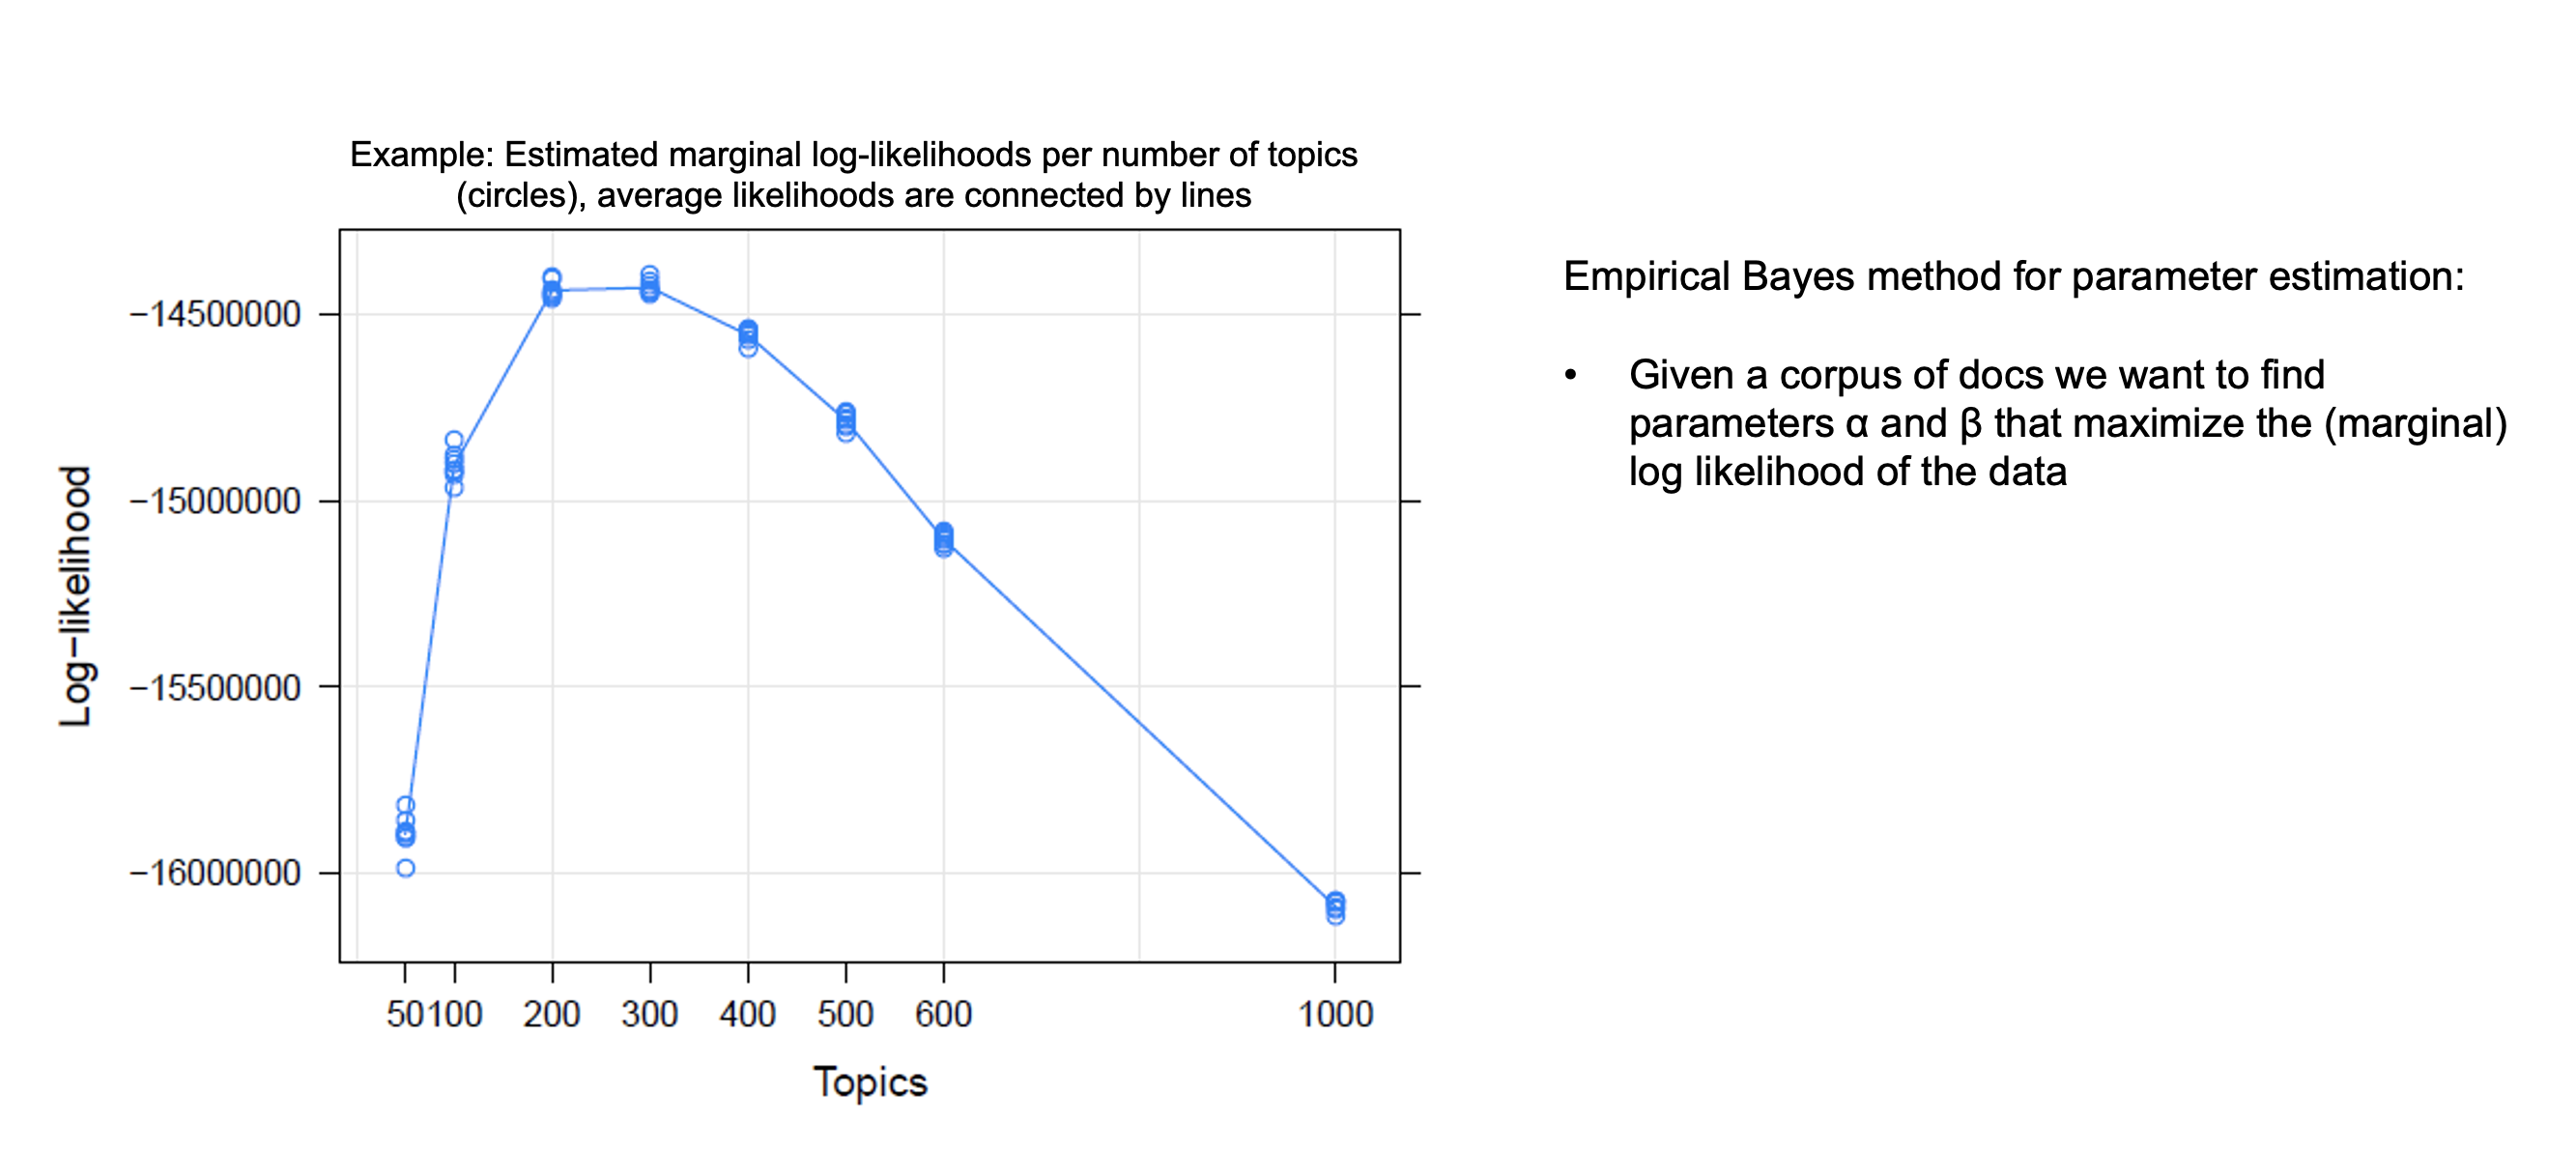 Example: Estimated marginal log-likelihoods per number of topics
(circles), average likelihoods are connected by lines
Log−likelihood
−14500000
−15000000
−15500000
−16000000
50 100 200 300 400 500 600 1000
Topics
Empirical Bayes method for parameter estimation:
• Given a corpus of docs we want to find
parameters α and β that maximize the (marginal)
log likelihood of the data